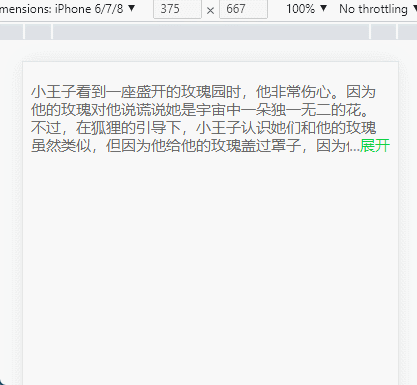 mensions: iPhone 6/7/8 ▼ 375 × 667 100% ▼ No throttling
小王子看到一座盛开的玫瑰园时，他非常伤心。因为
他的玫瑰对他说谎说她是宇宙中一朵独一无二的花。
不过，在狐狸的引导下，小王子认识她们和他的玫瑰
虽然类似，但因为他给他的玫瑰盖过罩子，因为...展开